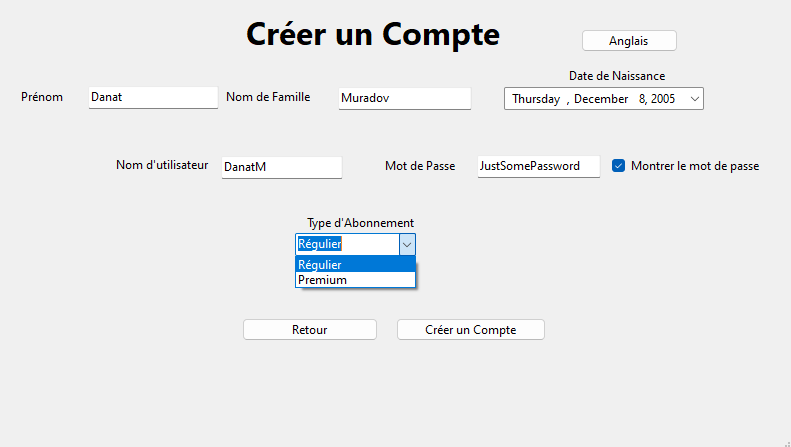 Créer un Compte
Anglais
Date de Naissance
Prénom Danat Nom de Famille Muradov Thursday , December 8, 2005
Nom d'utilisateur DanatM Mot de Passe JustSomePassword Montrer le mot de passe
Type d'Abonnement
Régulier
Régulier
Premium
Retour Créer un Compte